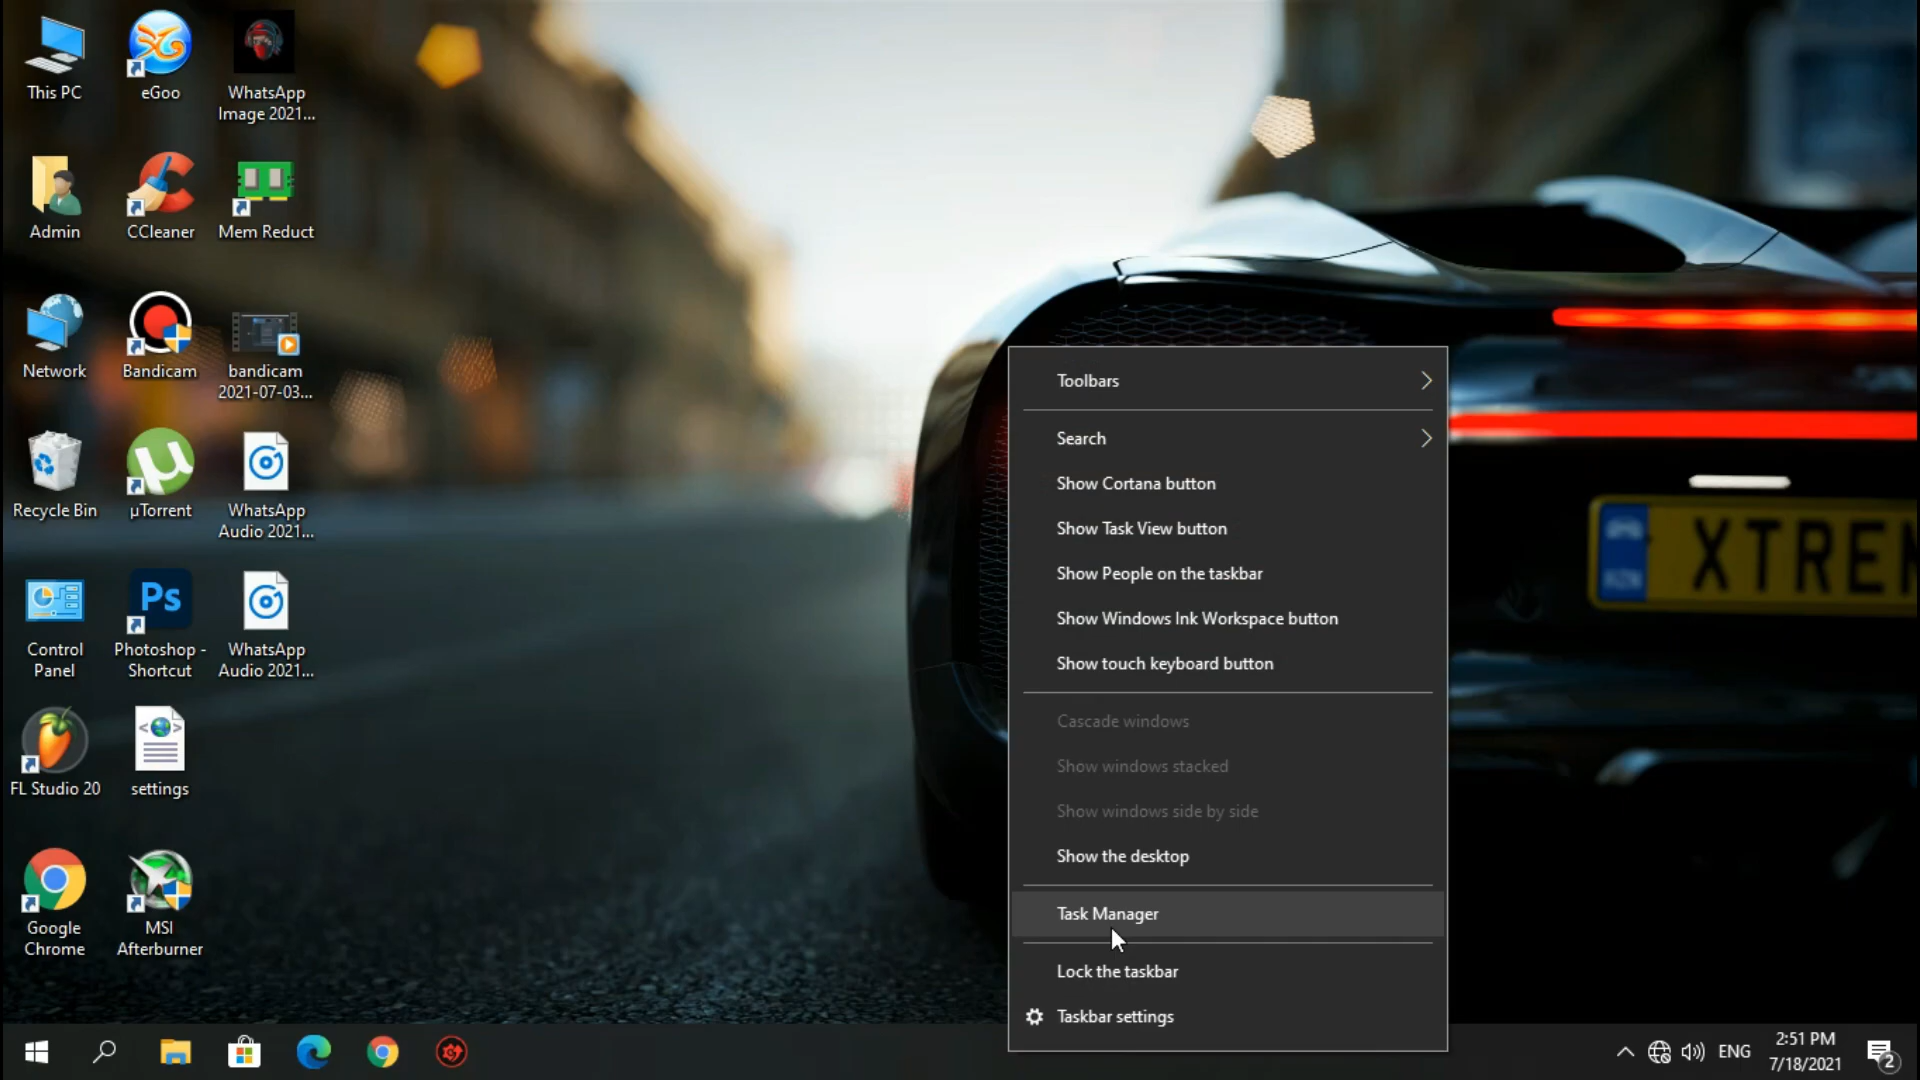 This PC
eGoo
WhatsApp
Image 2021...
Admin
CCleaner
Mem Reduct
Network
Bandicam
bandicam
2021-07-03...
Recycle Bin
µTorrent
WhatsApp
Audio 2021...
Control
Panel
Ps
Photoshop -
Shortcut
WhatsApp
Audio 2021...
FL Studio 20
settings
Google
Chrome
MSI
Afterburner
Toolbars
Search
Show Cortana button
Show Task View button
Show People on the taskbar
Show Windows Ink Workspace button
Show touch keyboard button
Cascade windows
Show windows stacked
Show windows side by side
Show the desktop
Task Manager
Lock the taskbar
Taskbar settings
XTREM
ENG
2:51 PM
7/18/2021
2